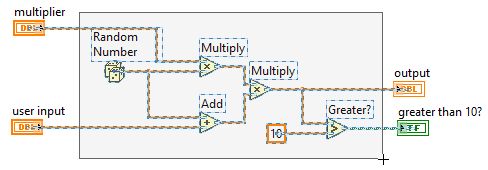 multiplier
DBL
Random
Number
Multiply
Multiply
output
DBL
user input
DBL
Add
Greater?
10
greater than 10?
TF